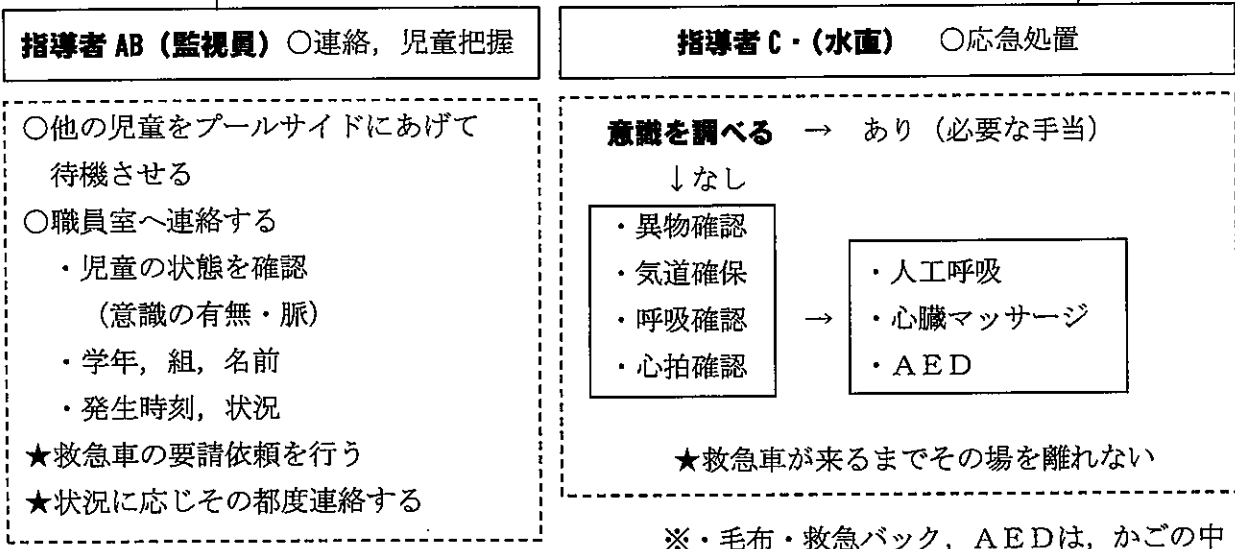 指導者 AB（監視員）○連絡，児童把握
○他の児童をプールサイドにあげて
待機させる
○職員室へ連絡する
・児童の状態を確認
（意識の有無・脈）
・学年，組，名前
・発生時刻，状況
★救急車の要請依頼を行う
★状況に応じその都度連絡する
指導者 C・（水直） ○応急処置
意識を調べる → あり（必要な手当）
↓なし
・異物確認
・気道確保
・呼吸確認
・心拍確認
→
・人工呼吸
・心臓マッサージ
・ＡＥＤ
★救急車が来るまでその場を離れない
※・毛布・救急バック，ＡＥＤは，かごの中